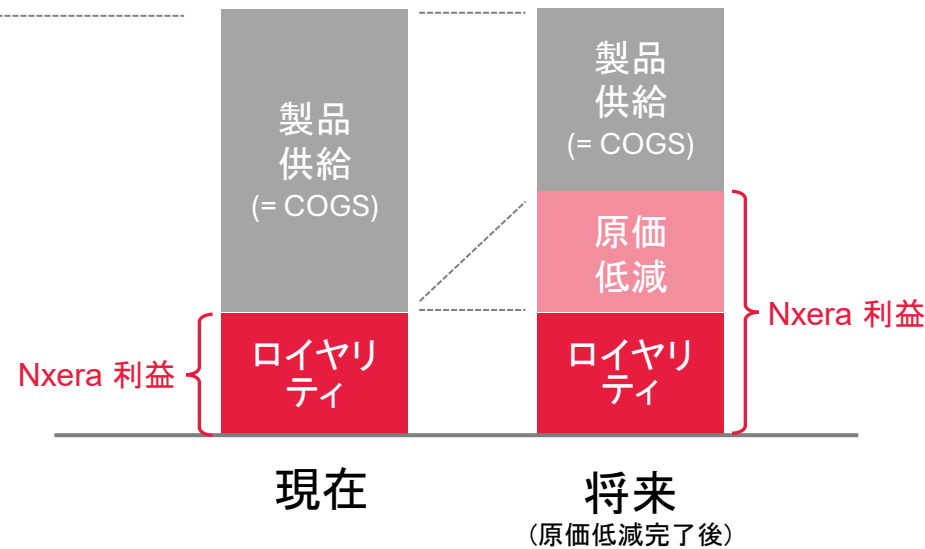 製品
供給
(= COGS)
ロイヤリ
ティ
Nxera 利益
現在
製品
供給
(= COGS)
原価
低減
ロイヤリ
ティ
Nxera 利益
将来
（原価低減完了後）